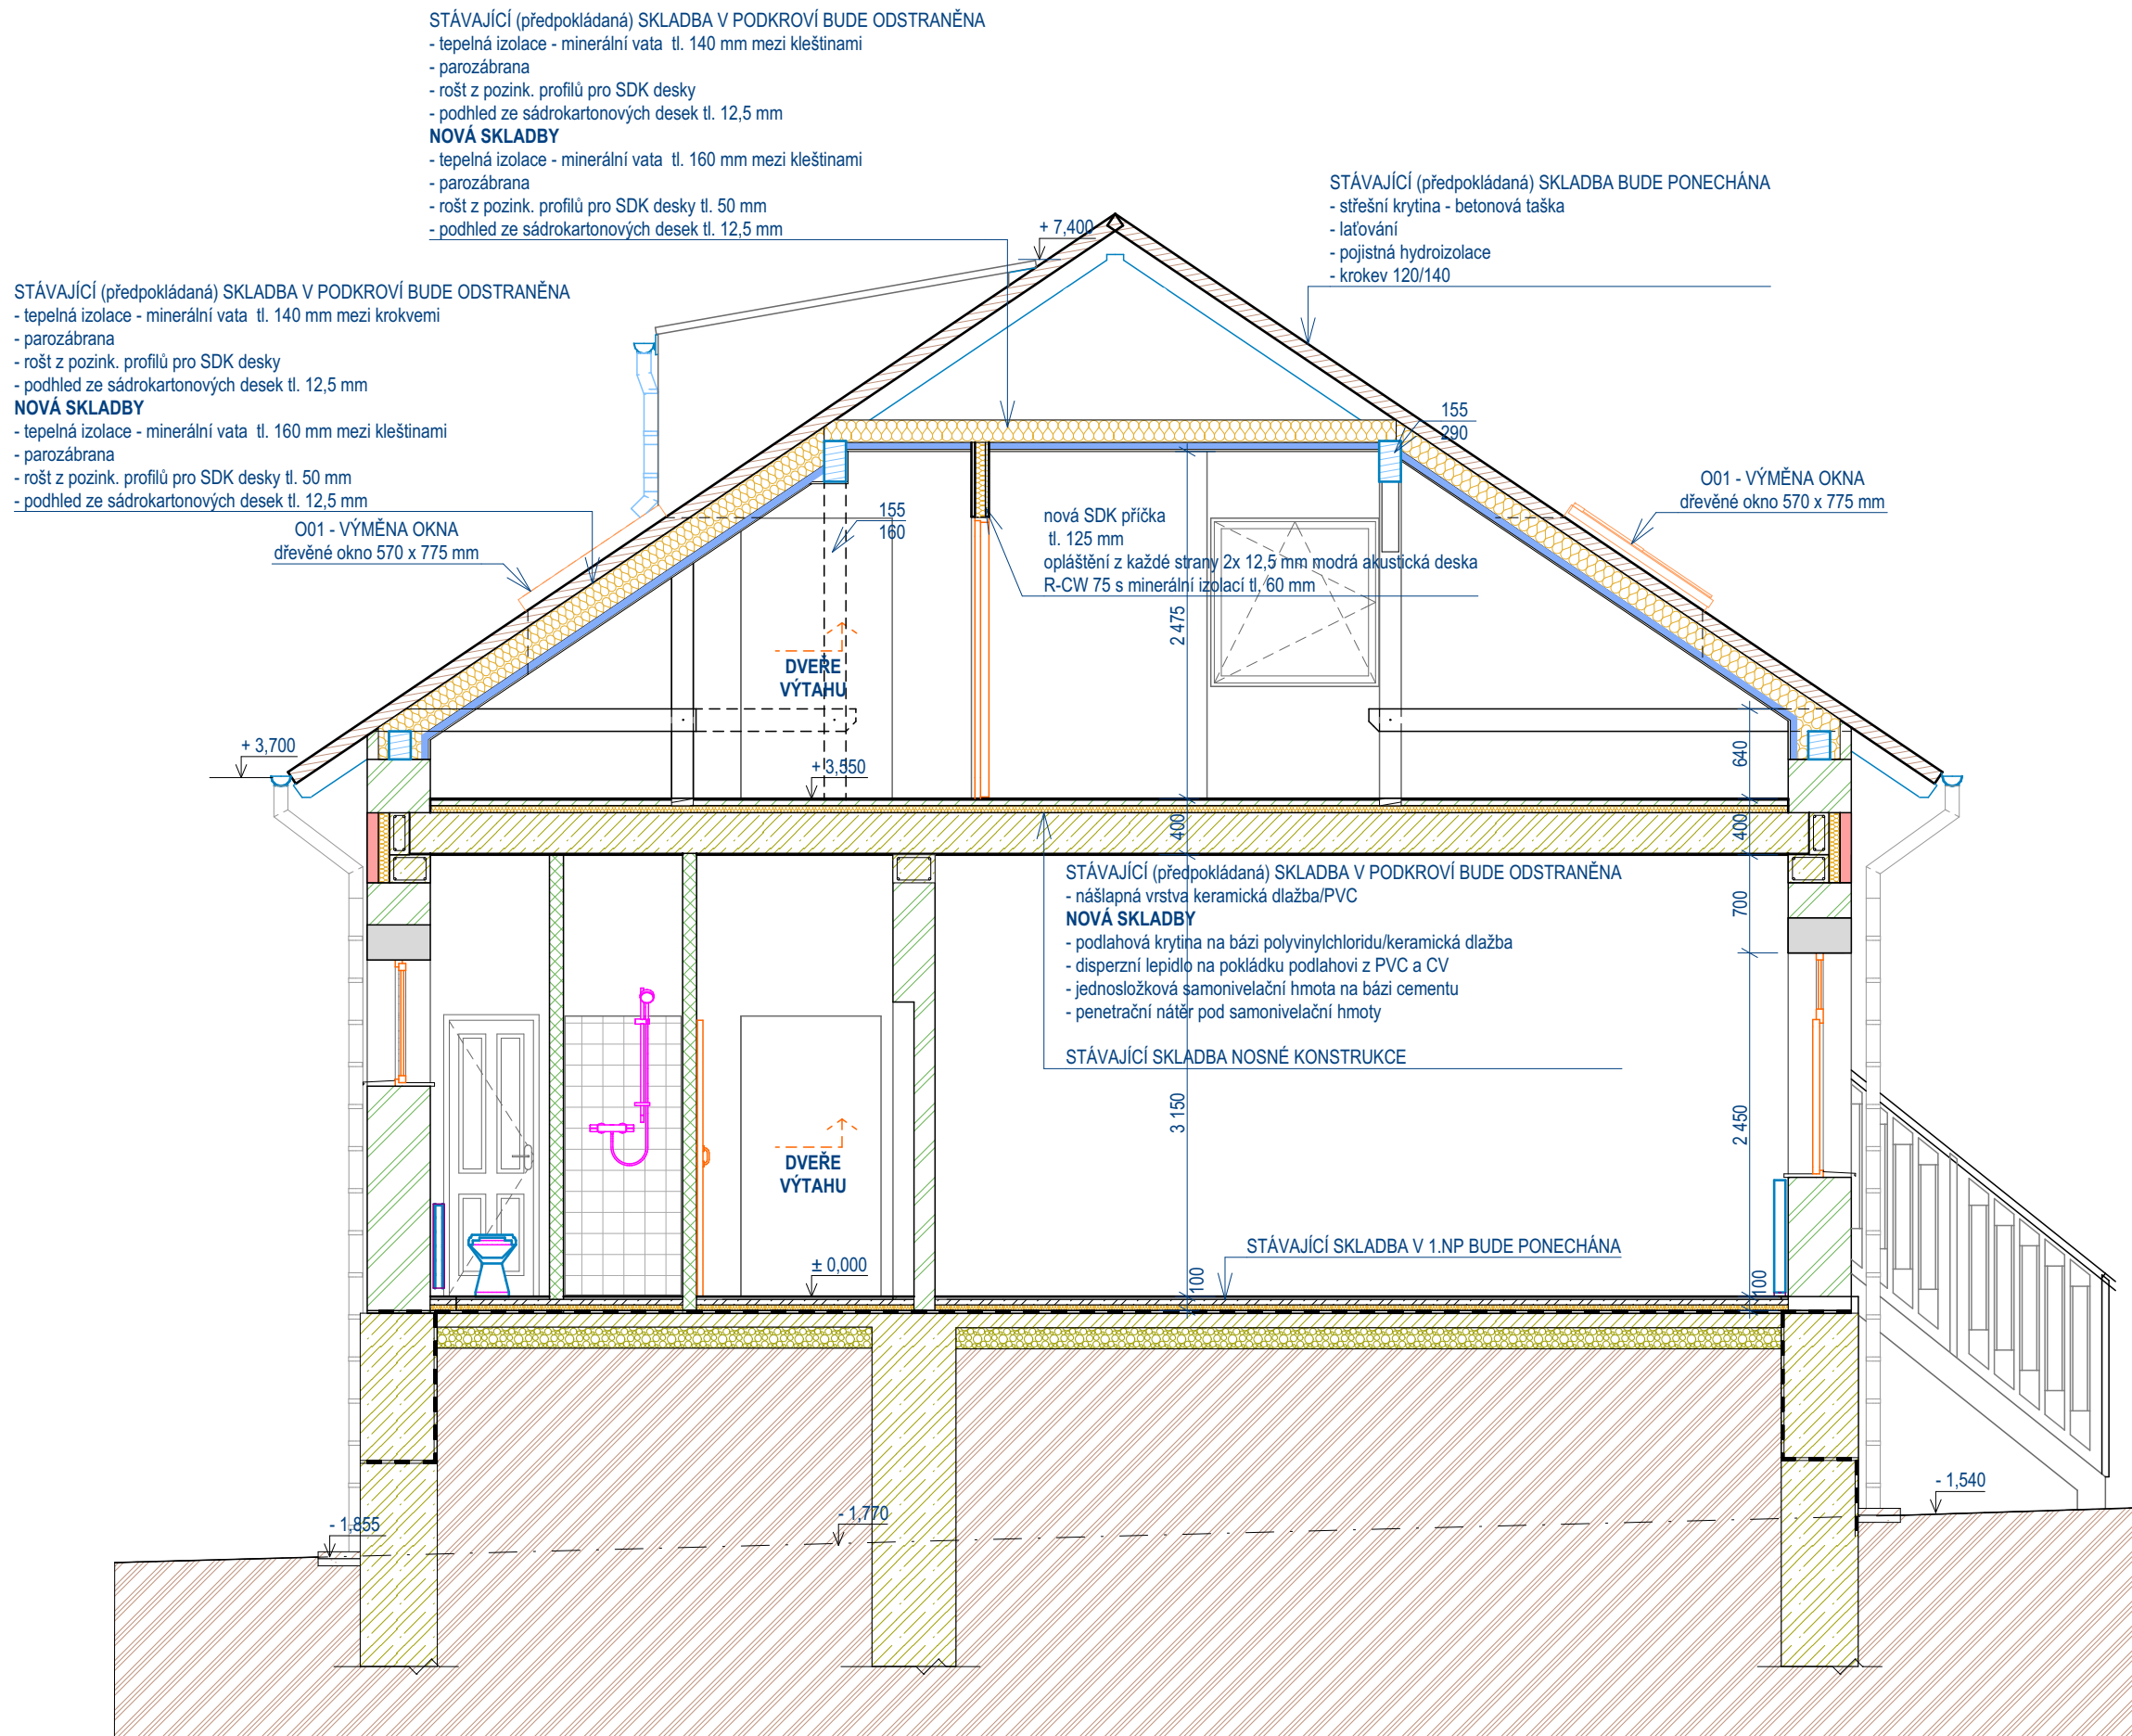 STÁVAJÍCÍ (předpokládaná) SKLADBA V PODKROVÍ BUDE ODSTRANĚNA
- tepelná izolace - minerální vata  tl. 140 mm mezi kleštinami
- parozábrana
- rošt z pozink. profilů pro SDK desky
- podhled ze sádrokartonových desek tl. 12,5 mm
NOVÁ SKLADBY
- tepelná izolace - minerální vata  tl. 160 mm mezi kleštinami
- parozábrana
- rošt z pozink. profilů pro SDK desky tl. 50 mm
- podhled ze sádrokartonových desek tl. 12,5 mm
STÁVAJÍCÍ (předpokládaná) SKLADBA BUDE PONECHÁNA
- střešní krytina - betonová taška
- laťování
- pojistná hydroizolace
- krokev 120/140
+ 7,400
STÁVAJÍCÍ (předpokládaná) SKLADBA V PODKROVÍ BUDE ODSTRANĚNA
- tepelná izolace - minerální vata  tl. 140 mm mezi krokvemi
- parozábrana
- rošt z pozink. profilů pro SDK desky
- podhled ze sádrokartonových desek tl. 12,5 mm
NOVÁ SKLADBY
- tepelná izolace - minerální vata  tl. 160 mm mezi kleštinami
- parozábrana
- rošt z pozink. profilů pro SDK desky tl. 50 mm
- podhled ze sádrokartonových desek tl. 12,5 mm
O01 - VÝMĚNA OKNA
dřevěné okno 570 x 775 mm
155
290
O01 - VÝMĚNA OKNA
dřevěné okno 570 x 775 mm
155
160
nová SDK příčka
tl. 125 mm
opláštění z každé strany 2x 12,5 mm modrá akustická deska
R-CW 75 s minerální izolací tl. 60 mm
2 475
DVEŘE
VÝTAHU
+ 3,700
+ 3,550
640
400
400
STÁVAJÍCÍ (předpokládaná) SKLADBA V PODKROVÍ BUDE ODSTRANĚNA
- nášlapná vrstva keramická dlažba/PVC
NOVÁ SKLADBY
- podlahová krytina na bázi polyvinylchloridu/keramická dlažba
- disperzní lepidlo na pokládku podlahovi z PVC a CV
- jednosložková samonivelační hmota na bázi cementu
- penetrační nátěr pod samonivelační hmoty
STÁVAJÍCÍ SKLADBA NOSNÉ KONSTRUKCE
700
3 150
2 450
DVEŘE
VÝTAHU
± 0,000
STÁVAJÍCÍ SKLADBA V 1.NP BUDE PONECHÁNA
100
100
- 1,855
- 1,770
- 1,540